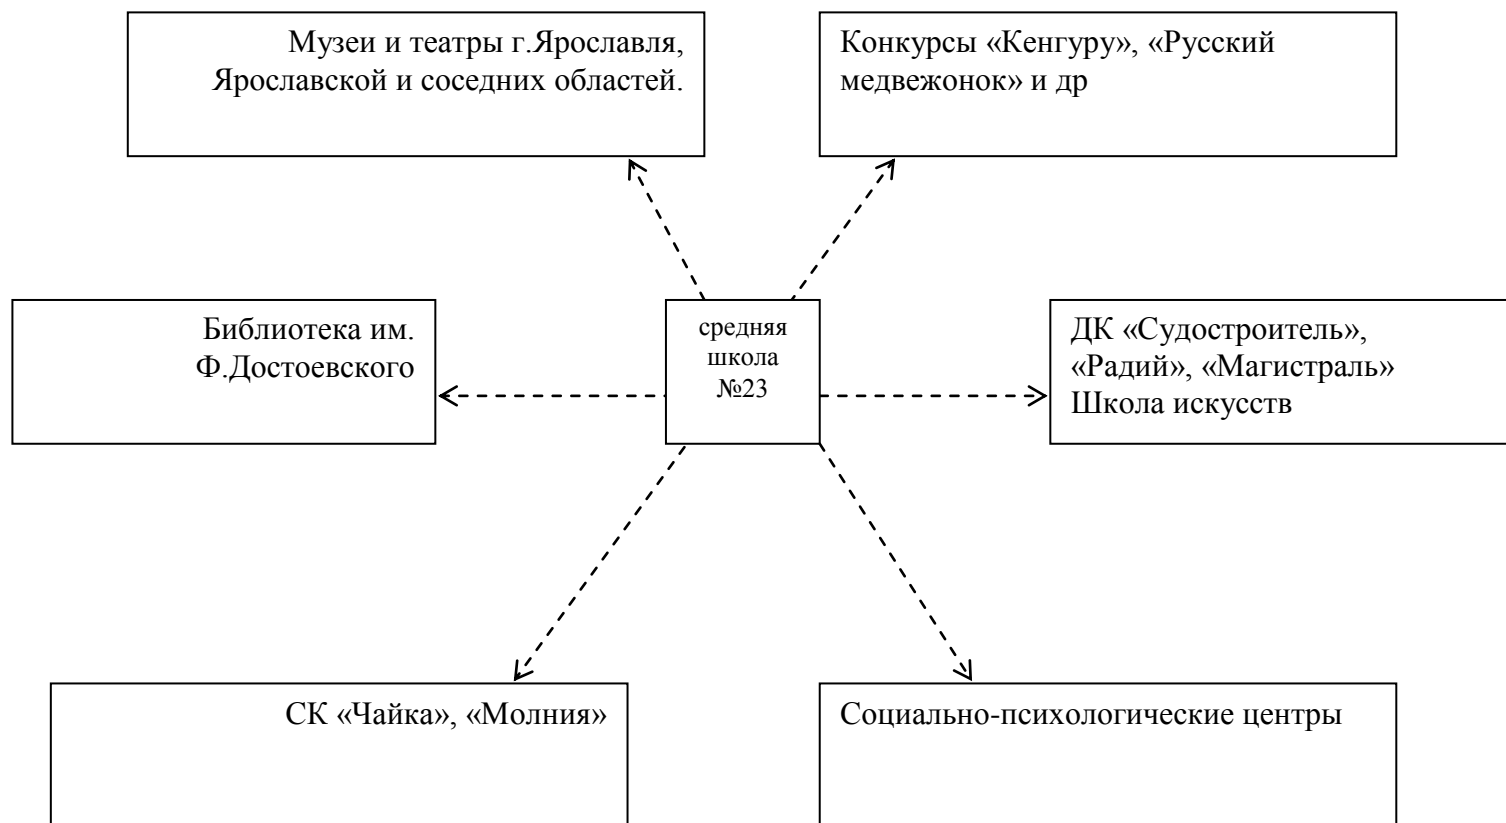 Музеи и театры г.Ярославля,
Ярославской и соседних областей.
Конкурсы «Кенгуру», «Русский
медвежонок» и др
Библиотека им.
Ф.Достоевского
средняя
школа
№23
ДК «Судостроитель»,
«Радий», «Магистраль»
Школа искусств
СК «Чайка», «Молния»
Социально-психологические центры